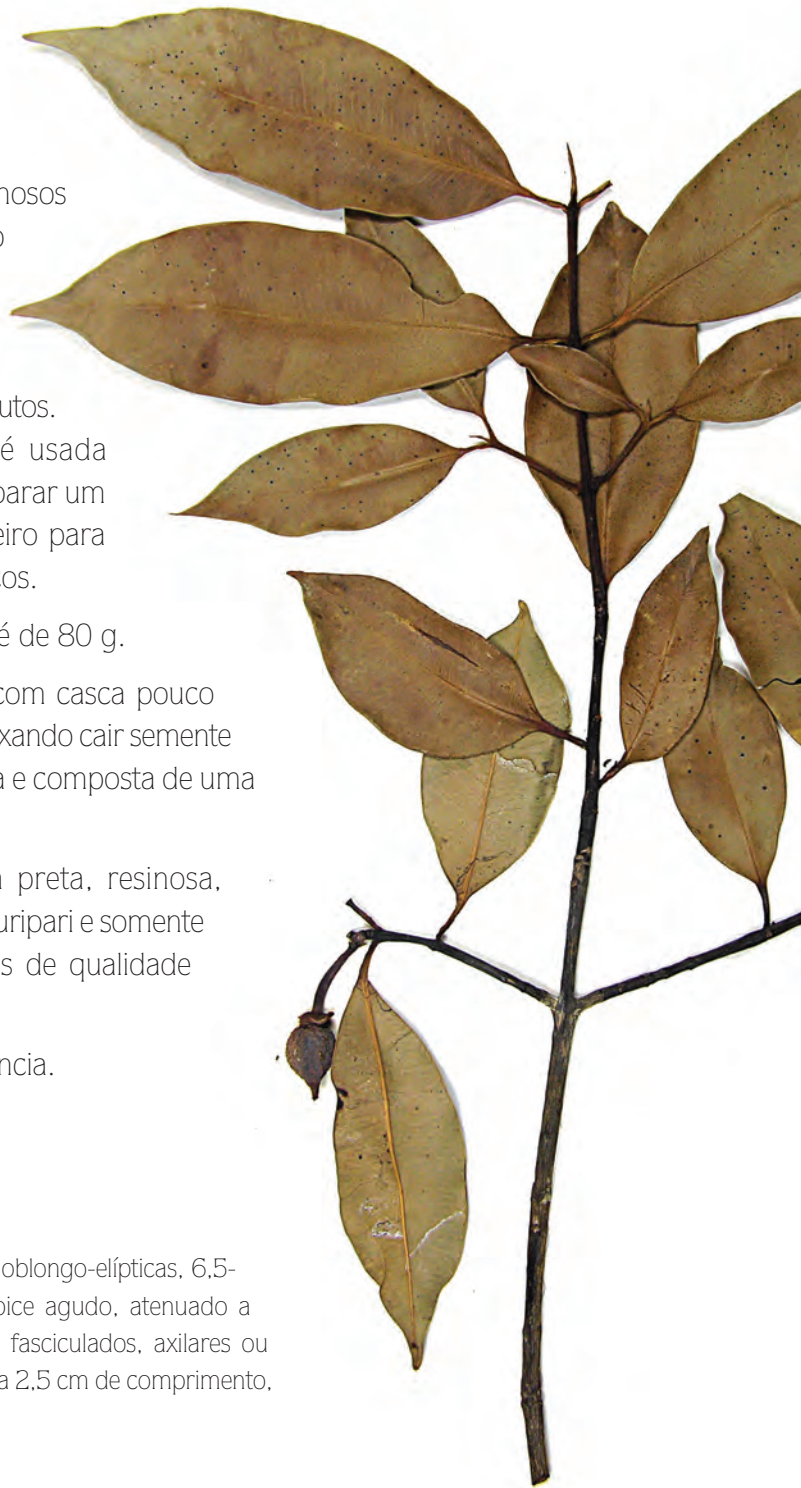 nosos
o
utos.
é usada
parar um
eiro para
cos.
é de 80 g.
com casca pouco
xando cair semente
a e composta de uma
a preta, resinosa,
uripari e somente
s de qualidade
ncia.
oblongo-elípticas, 6,5-
pice agudo, atenuado a
fasciculados, axilares ou
a 2,5 cm de comprimento,